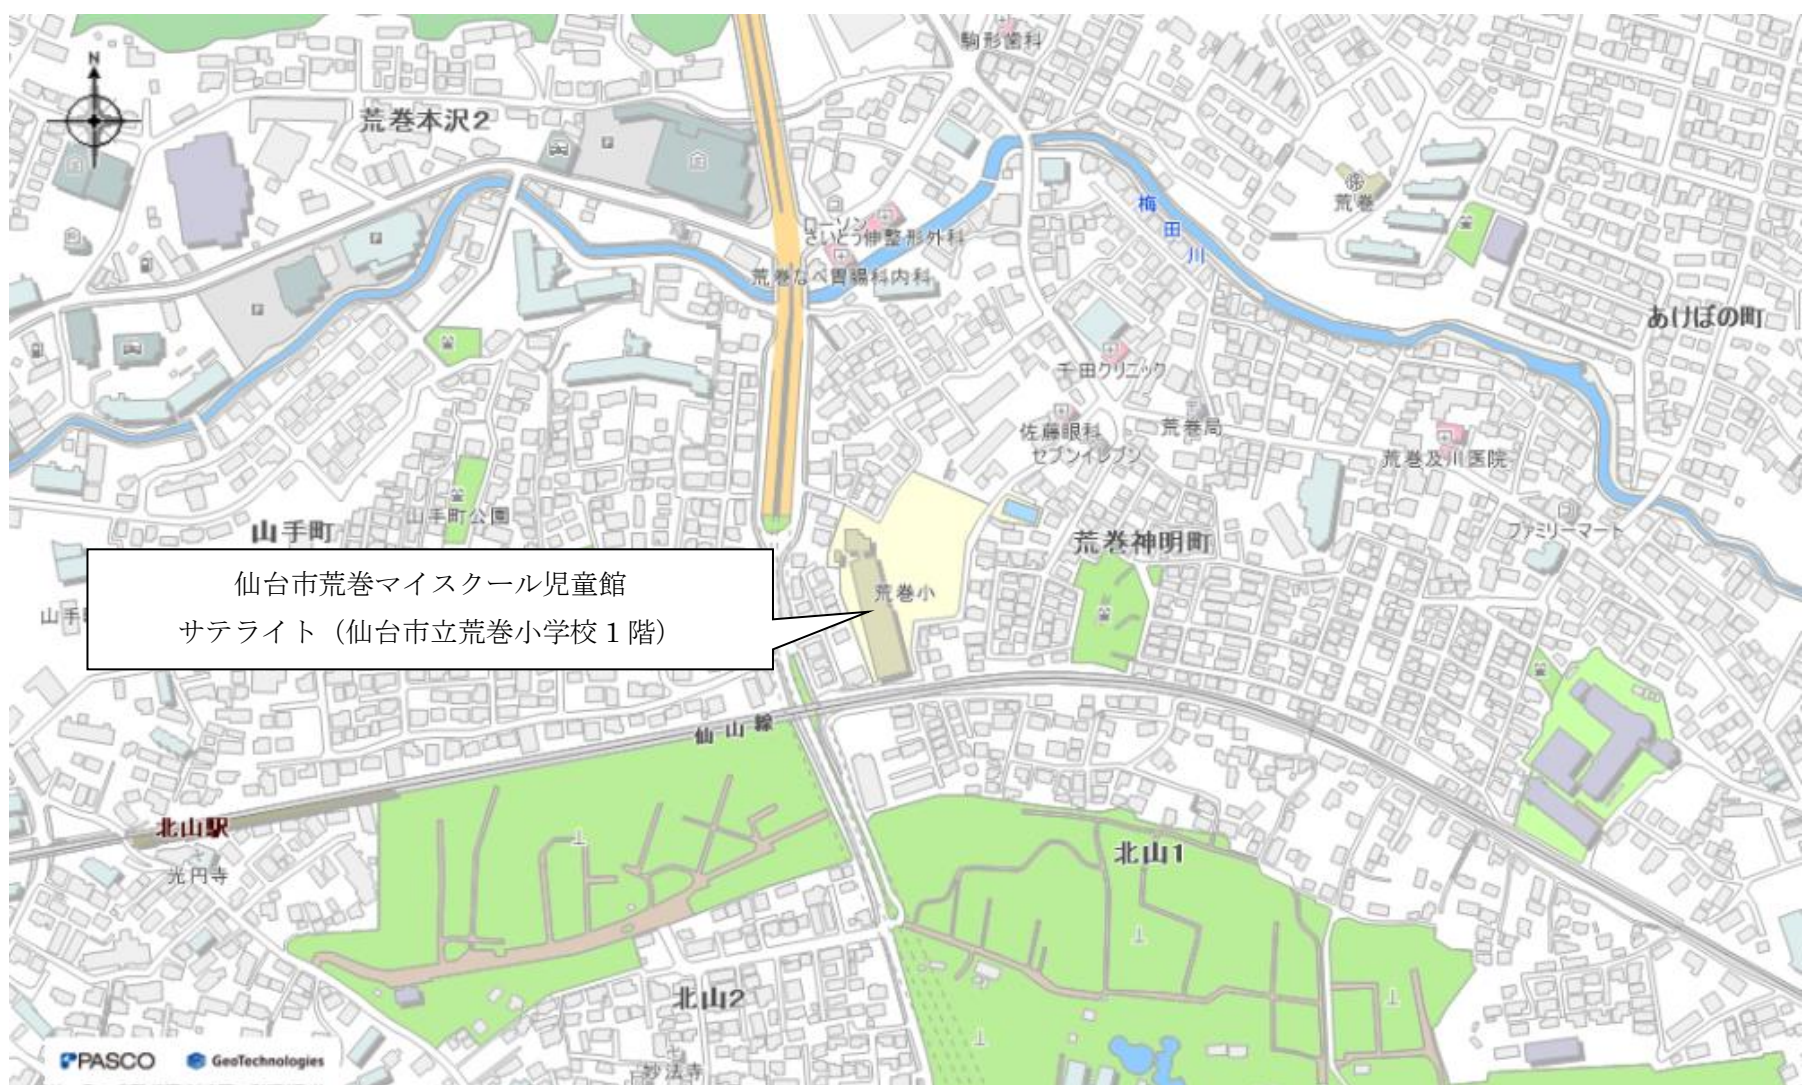 N
駒形歯科
荒巻本沢2
ローソン
さいとう伸整形外科
荒巻なべ胃腸科内科
梅田川
荒巻
あけぼの町
千田クリニック
佐藤眼科
セブンイレブン
荒巻局
荒巻及川医院
ファミリーマート
山手町公園
山手町
荒巻神明町
仙台市荒巻マイスクール児童館
サテライト（仙台市立荒巻小学校1階）
荒巻小
山手
仙山線
北山駅
光円寺
北山1
北山2
妙法寺
PASCO
GeoTechnologies